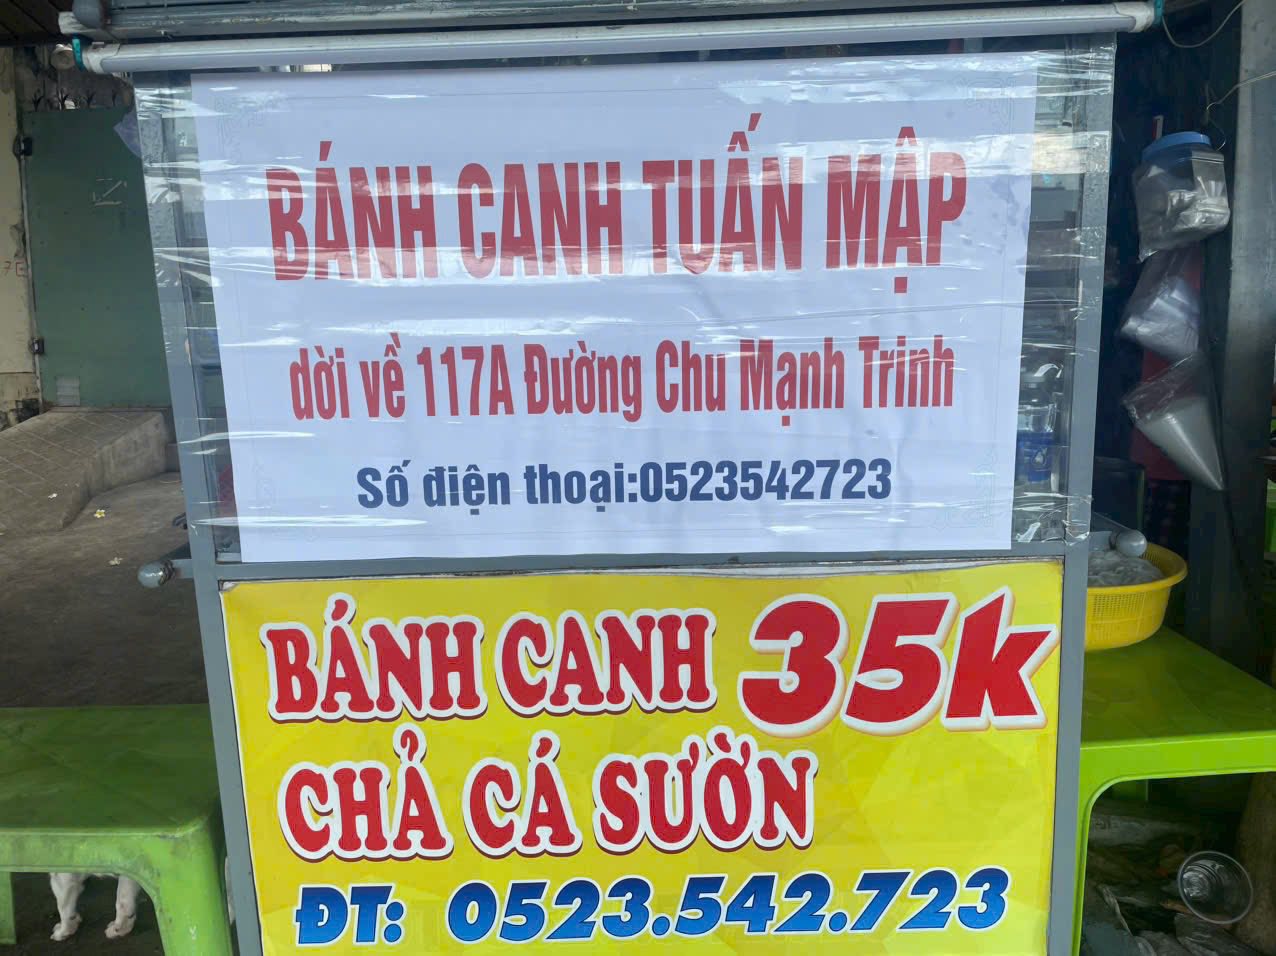 BÁNH CANH TUẤN MẬP
dời về 117A Đường Chu Mạnh Trinh
Số điện thoại:0523542723
BÁNH CANH 35k
CHẢ CÁ SƯỜN
ĐT: 0523.542.723